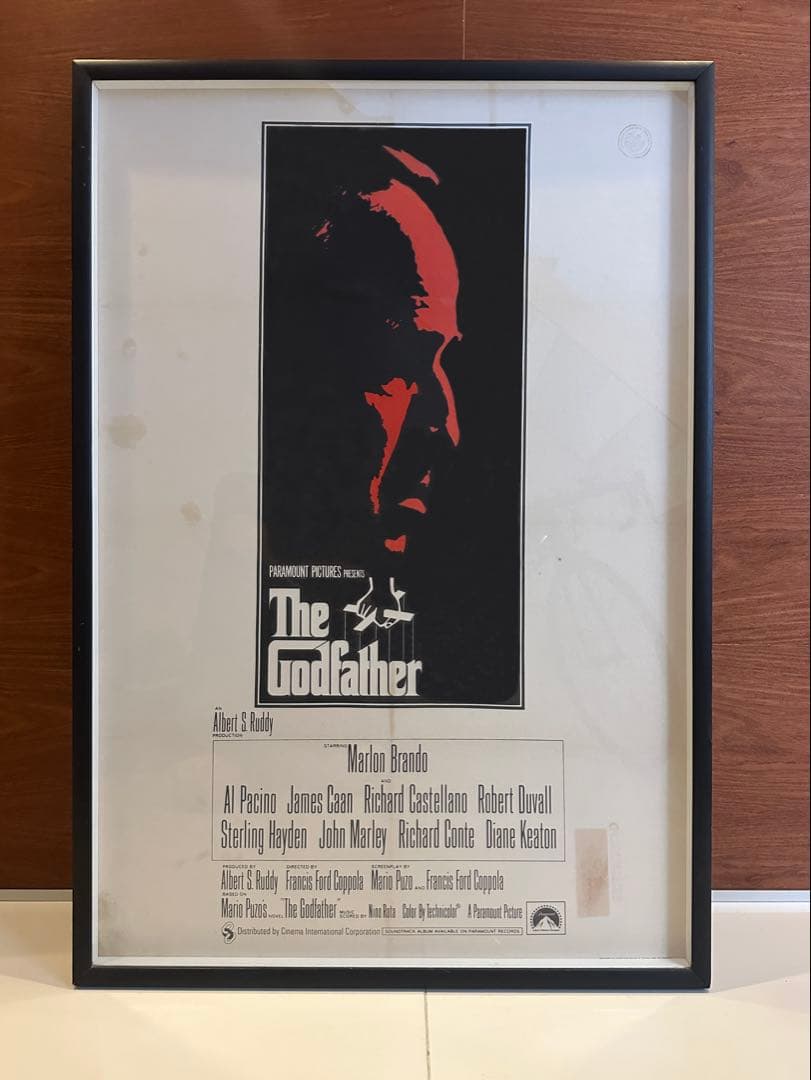 PARAMOUNT PICTURES PRESENTS
The
Godfather
AN
Albert S. Ruddy
PRODUCTION
STARRING
Marlon Brando
AND
Al Pacino James Caan Richard Castellano Robert Duvall
Sterling Hayden John Marley Richard Conte Diane Keaton
PRODUCED BY DIRECTED BY SCREENPLAY BY
Albert S. Ruddy Francis Ford Coppola Mario Puzo AND Francis Ford Coppola
BASED ON
Mario Puzo's NOVEL "The Godfather" MUSIC SCORED BY Nino Rota Color By Technicolor® A Paramount Picture
Distributed by Cinema International Corporation SOUNDTRACK ALBUM AVAILABLE ON PARAMOUNT RECORDS
Paramount